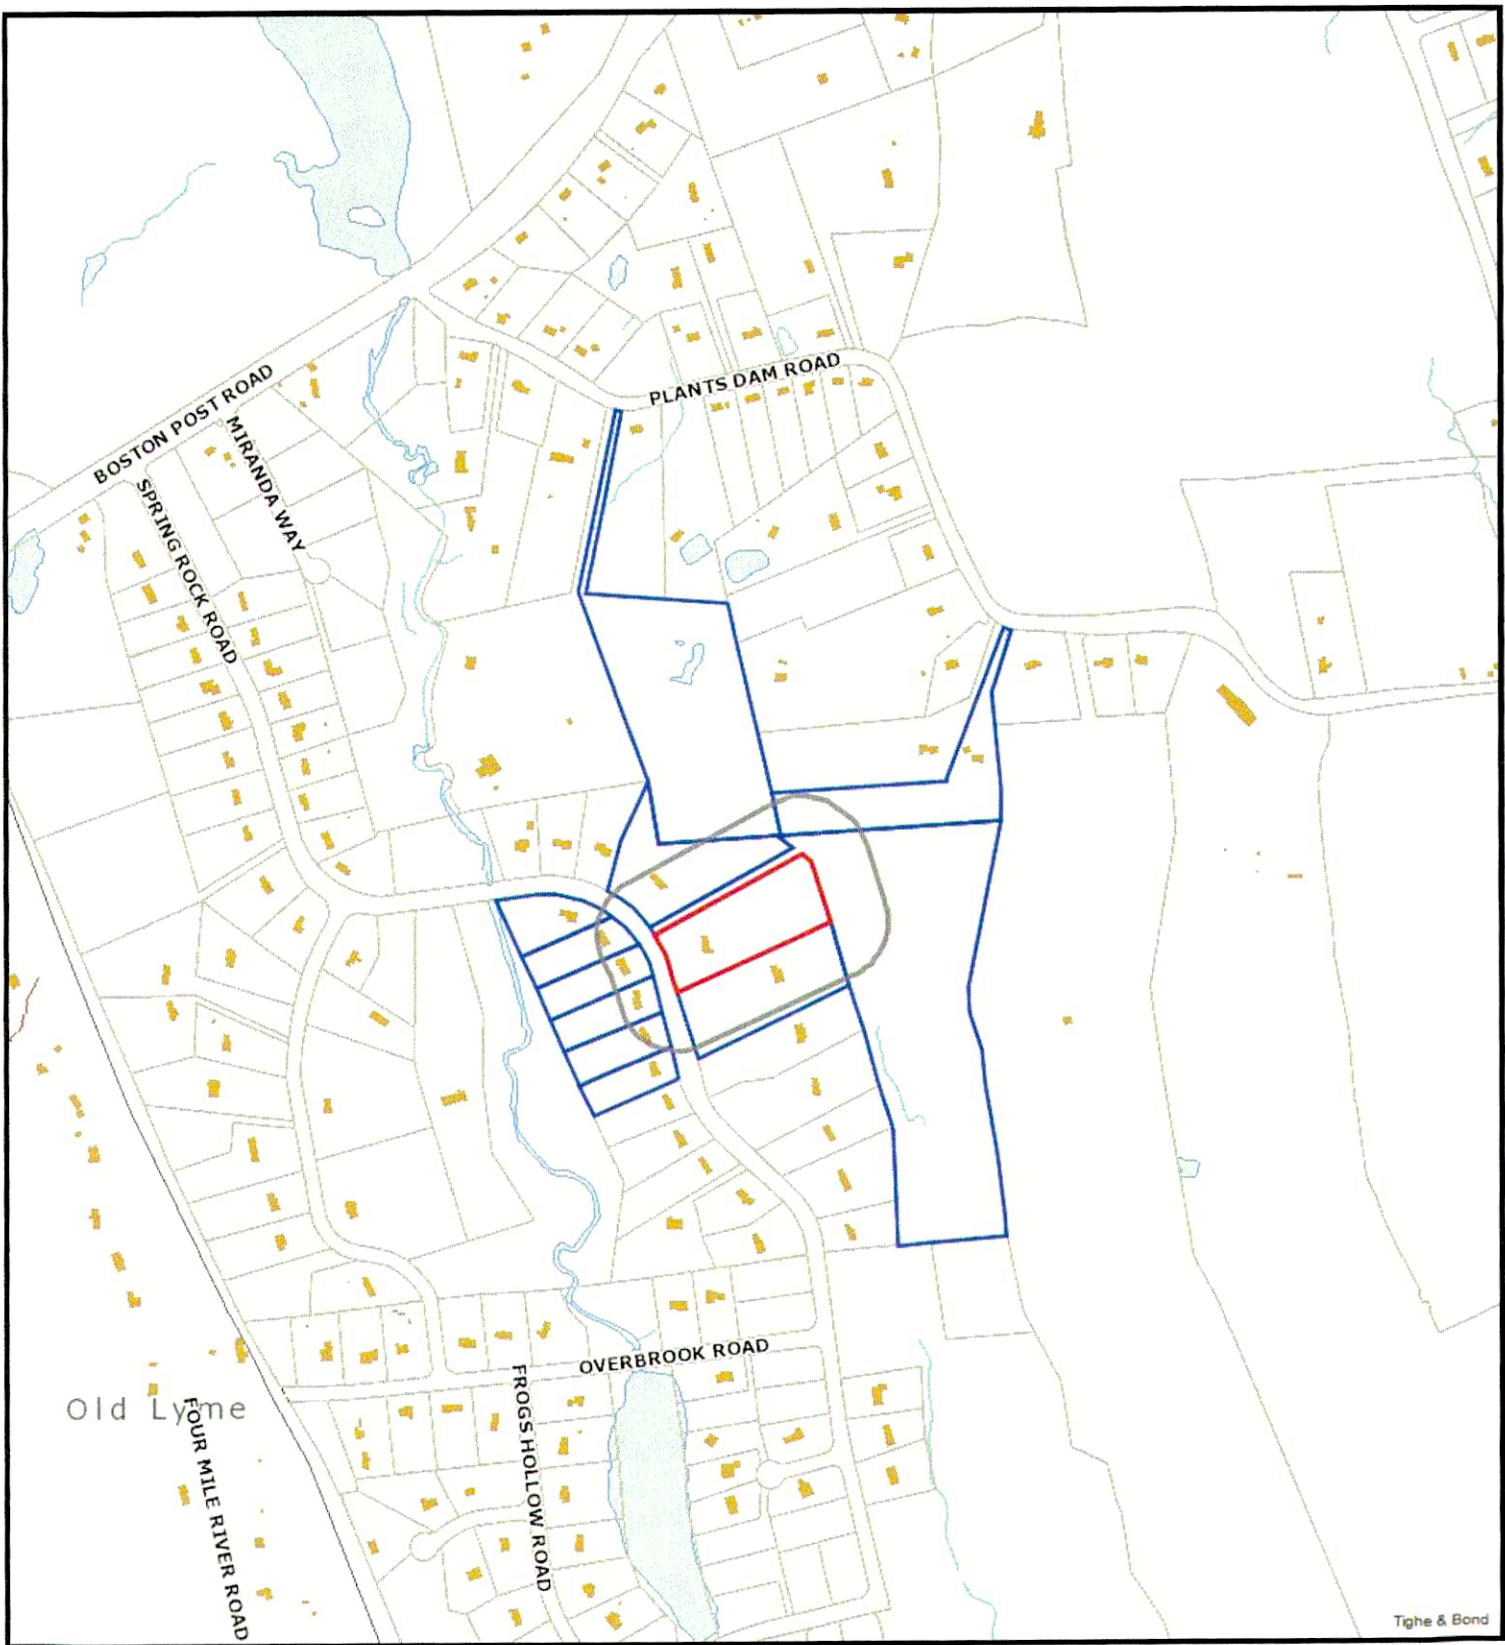 PLANTS DAM ROAD
BOSTON POST ROAD
MIRANDA WAY
SPRING ROCK ROAD
OVERBROOK ROAD
FROGS HOLLOW ROAD
Old Lyme
FOUR MILE RIVER ROAD
Tighe & Bond